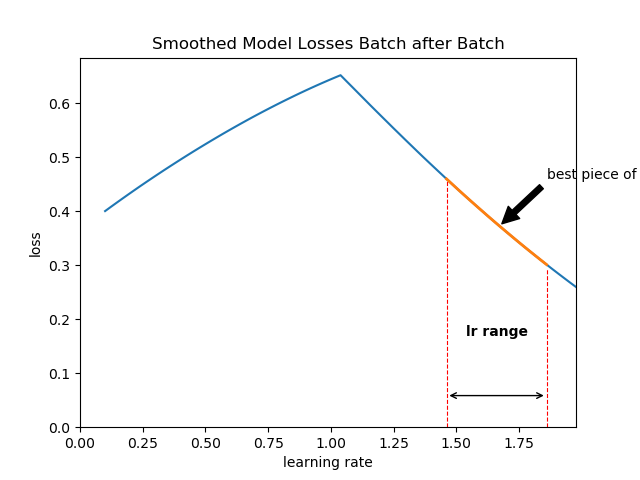 Smoothed Model Losses Batch after Batch
0.6
0.5
0.4
0.3
0.2
0.1
0.0
loss
best piece of
lr range
0.00 0.25 0.50 0.75 1.00 1.25 1.50 1.75
learning rate